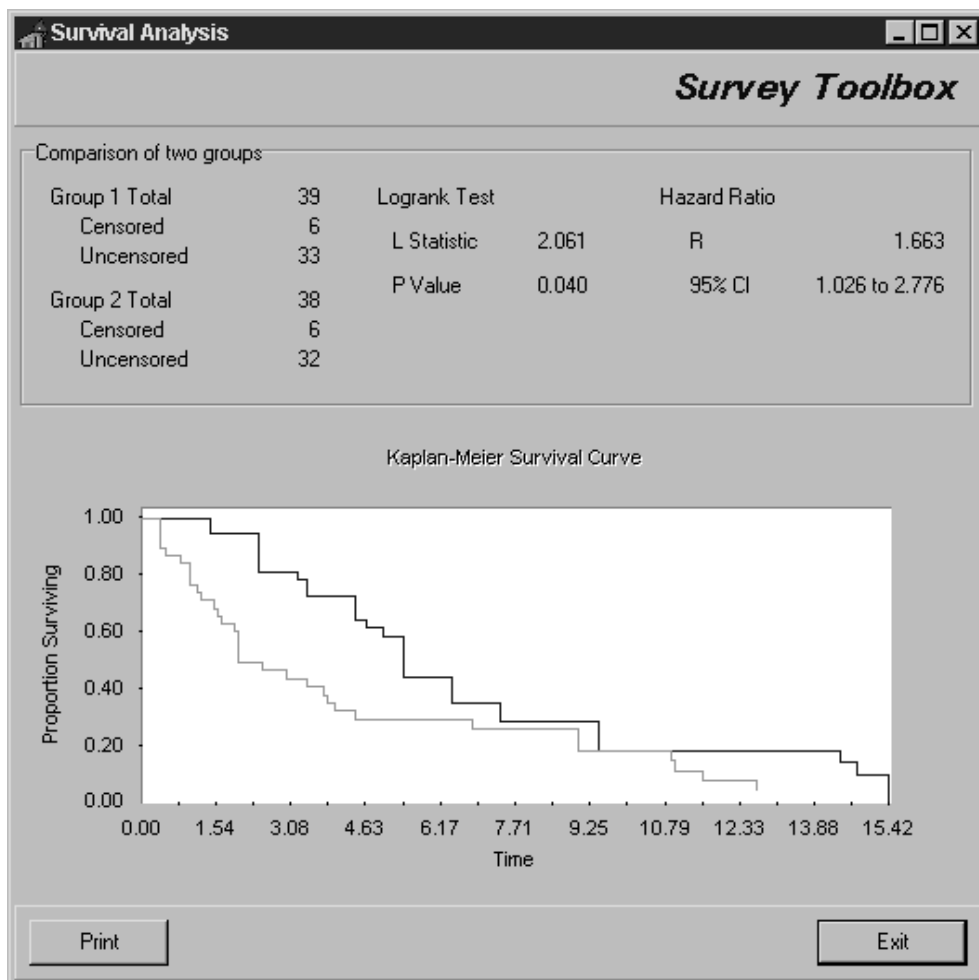 Survival Analysis
Survey Toolbox
Comparison of two groups
Group 1 Total 39
Censored 6
Uncensored 33
Group 2 Total 38
Censored 6
Uncensored 32
Logrank Test
L Statistic 2.061
P Value 0.040
Hazard Ratio
R 1.663
95% CI 1.026 to 2.776
Kaplan-Meier Survival Curve
Proportion Surviving
1.00
0.80
0.60
0.40
0.20
0.00
0.00 1.54 3.08 4.63 6.17 7.71 9.25 10.79 12.33 13.88 15.42
Time
Print
Exit